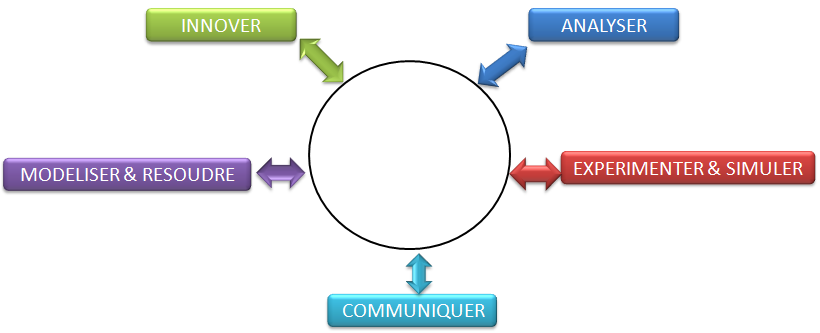 INNOVER
ANALYSER
MODELISER & RESOUDRE
EXPERIMENTER & SIMULER
COMMUNIQUER